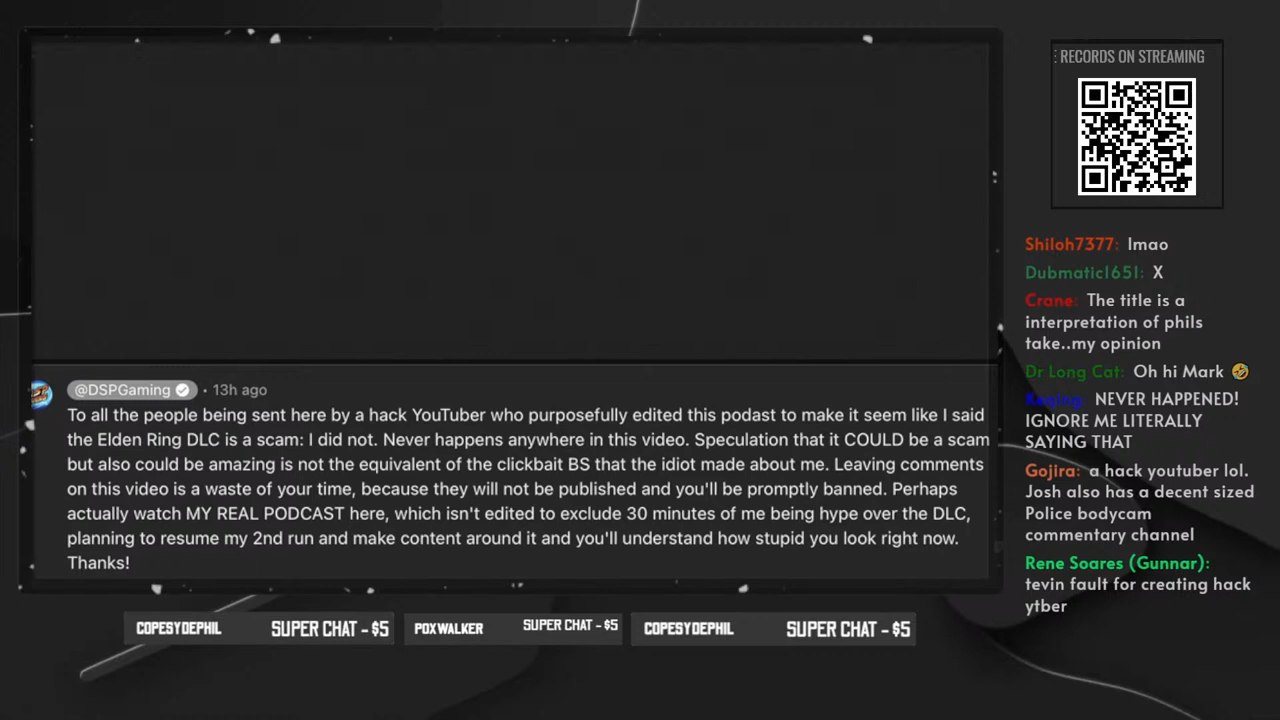 : RECORDS ON STREAMING
@DSPGaming • 13h ago
To all the people being sent here by a hack YouTuber who purposefully edited this podast to make it seem like I said
the Elden Ring DLC is a scam: I did not. Never happens anywhere in this video. Speculation that it COULD be a scam
but also could be amazing is not the equivalent of the clickbait BS that the idiot made about me. Leaving comments
on this video is a waste of your time, because they will not be published and you'll be promptly banned. Perhaps
actually watch MY REAL PODCAST here, which isn't edited to exclude 30 minutes of me being hype over the DLC,
planning to resume my 2nd run and make content around it and you'll understand how stupid you look right now.
Thanks!
Shiloh7377: lmao
Dubmatic1651: X
Crane: The title is a
interpretation of phils
take..my opinion
Dr Long Cat: Oh hi Mark 🤣
Keqing: NEVER HAPPENED!
IGNORE ME LITERALLY
SAYING THAT
Gojira: a hack youtuber lol.
Josh also has a decent sized
Police bodycam
commentary channel
Rene Soares (Gunnar):
tevin fault for creating hack
ytber
COPESYDEPHIL SUPER CHAT - $5
POXWALKER SUPER CHAT - $5
COPESYDEPHIL SUPER CHAT - $5